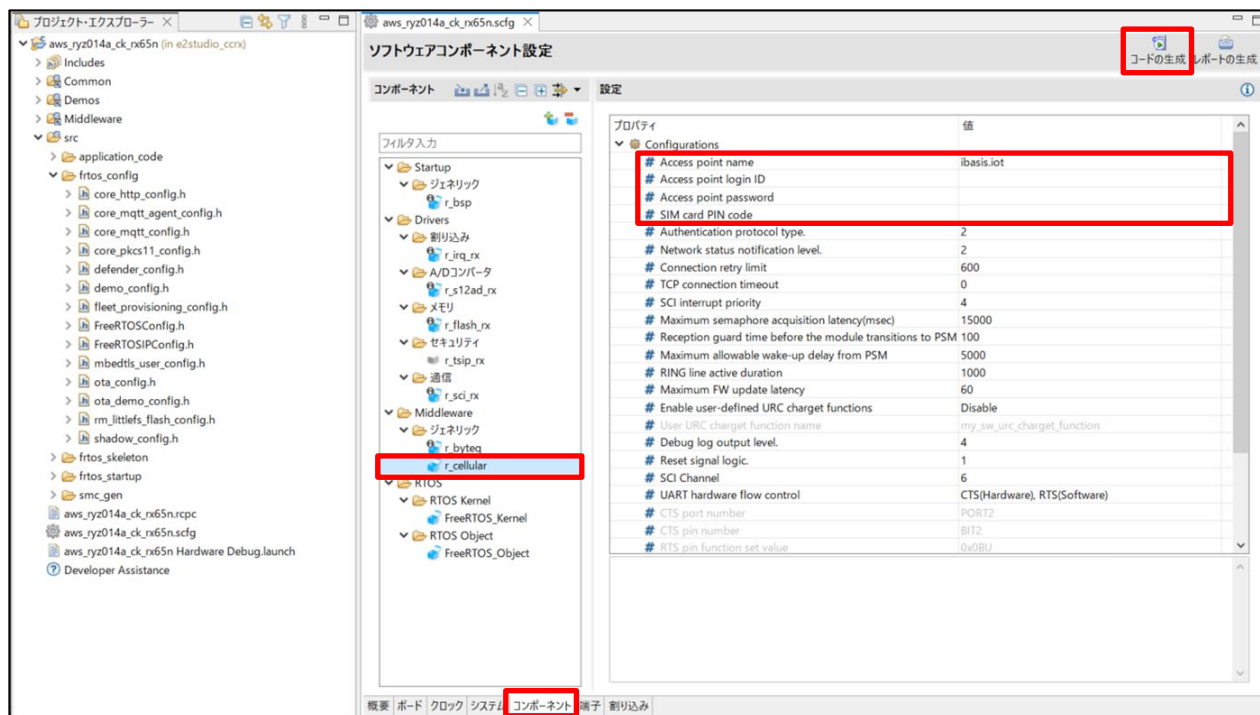 プロジェクト・エクスプローラー
aws_ryz014a_ck_rx65n (in e2studio_ccrx)
Includes
Common
Demos
Middleware
src
application_code
frtos_config
core_http_config.h
core_mqtt_agent_config.h
core_mqtt_config.h
core_pkcs11_config.h
defender_config.h
demo_config.h
fleet_provisioning_config.h
FreeRTOSConfig.h
FreeRTOSIPConfig.h
mbedtls_user_config.h
ota_config.h
ota_demo_config.h
rm_littlefs_flash_config.h
shadow_config.h
frtos_skeleton
frtos_startup
smc_gen
aws_ryz014a_ck_rx65n.rcpc
aws_ryz014a_ck_rx65n.scfg
aws_ryz014a_ck_rx65n Hardware Debug.launch
Developer Assistance
aws_ryz014a_ck_rx65n.scfg
ソフトウェアコンポーネント設定
コードの生成 レポートの生成
コンポーネント
フィルタ入力
Startup
ジェネリック
r_bsp
Drivers
割り込み
r_irq_rx
A/Dコンバータ
r_s12ad_rx
メモリ
r_flash_rx
セキュリティ
r_tsip_rx
通信
r_sci_rx
Middleware
ジェネリック
r_byteq
r_cellular
RTOS
RTOS Kernel
FreeRTOS_Kernel
RTOS Object
FreeRTOS_Object
設定
プロパティ 値
Configurations
Access point name ibasis.iot
Access point login ID
Access point password
SIM card PIN code
Authentication protocol type. 2
Network status notification level. 2
Connection retry limit 600
TCP connection timeout 0
SCI interrupt priority 4
Maximum semaphore acquisition latency(msec) 15000
Reception guard time before the module transitions to PSM 100
Maximum allowable wake-up delay from PSM 5000
RING line active duration 1000
Maximum FW update latency 60
Enable user-defined URC charget functions Disable
User URC charget function name my_sw_urc_charget_function
Debug log output level. 4
Reset signal logic. 1
SCI Channel 6
UART hardware flow control CTS(Hardware), RTS(Software)
CTS port number PORT2
CTS pin number BIT2
RTS pin function set value 0x0BU
概要 ボード クロック システム コンポーネント 端子 割り込み